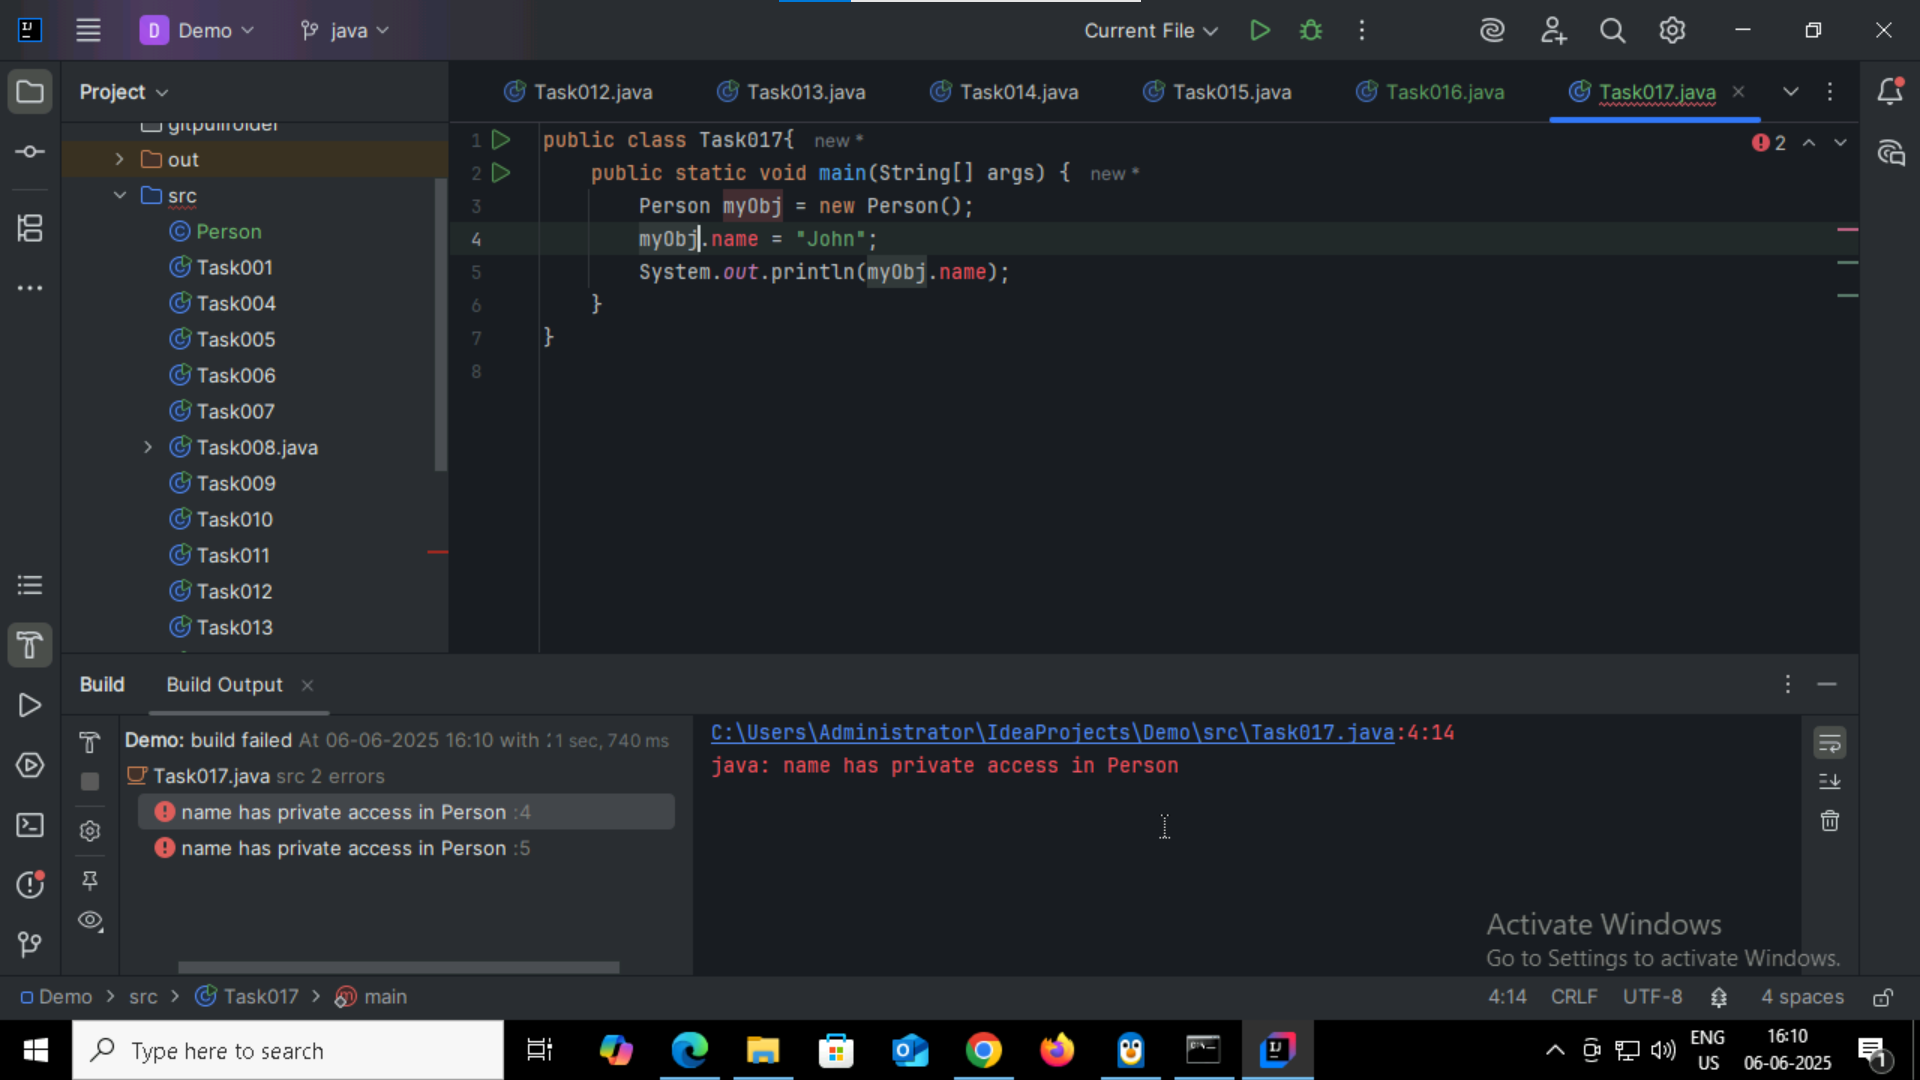 D Demo java Current File
Project
Task012.java Task013.java Task014.java Task015.java Task016.java Task017.java
gitpullfolder
out
src
Person
Task001
Task004
Task005
Task006
Task007
Task008.java
Task009
Task010
Task011
Task012
Task013
1 public class Task017{ new *
2 public static void main(String[] args) { new *
3 Person myObj = new Person();
4 myObj.name = "John";
5 System.out.println(myObj.name);
6 }
7 }
8
2
Build Build Output
Demo: build failed At 06-06-2025 16:10 with 1 sec, 740 ms
Task017.java src 2 errors
name has private access in Person :4
name has private access in Person :5
C:\Users\Administrator\IdeaProjects\Demo\src\Task017.java:4:14
java: name has private access in Person
Activate Windows
Go to Settings to activate Windows.
Demo > src > Task017 > main
4:14 CRLF UTF-8 4 spaces
Type here to search
ENG
US
16:10
06-06-2025
1